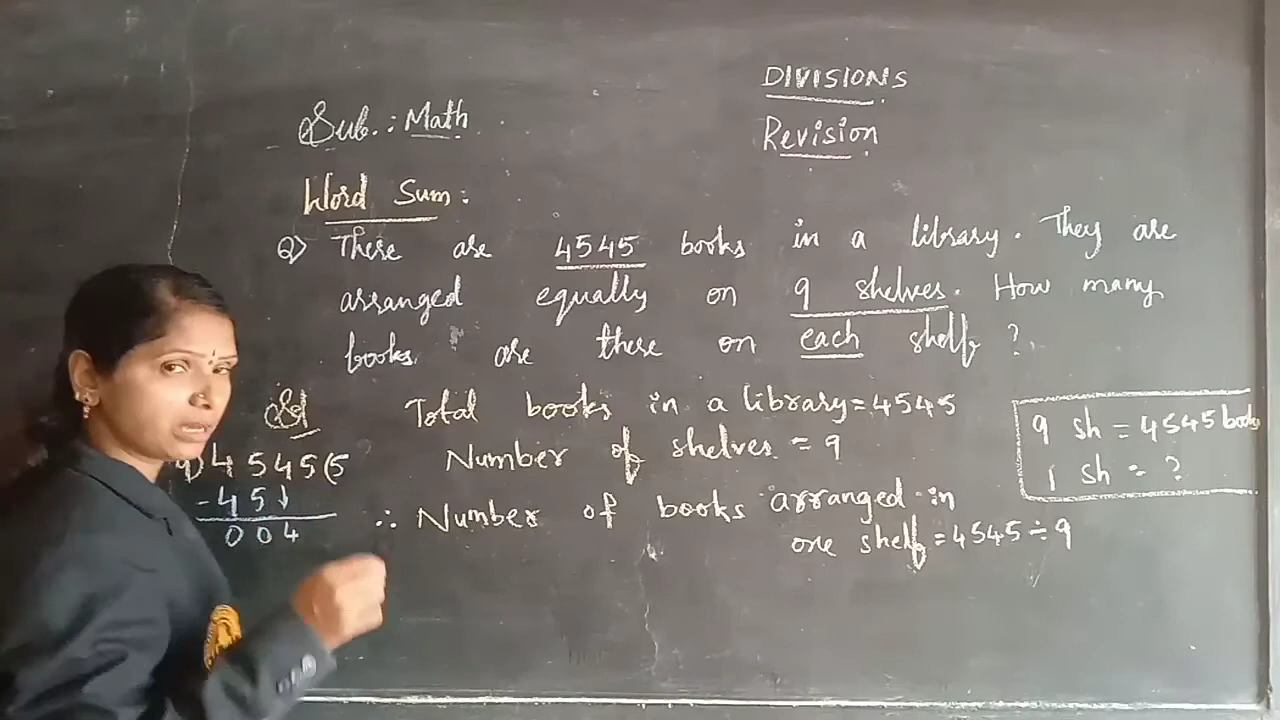 DIVISIONS
Sub.: Math
Revision
Word Sum:
Q) There are 4545 books in a library. They are
arranged equally on 9 shelves. How many
books are there on each shelf?
Sol
Total books in a library=4545
Number of shelves = 9
∴ Number of books arranged in
one shelf=4545÷9
9)4545(5
-45↓
004
9 sh = 4545 books
1 sh = ?